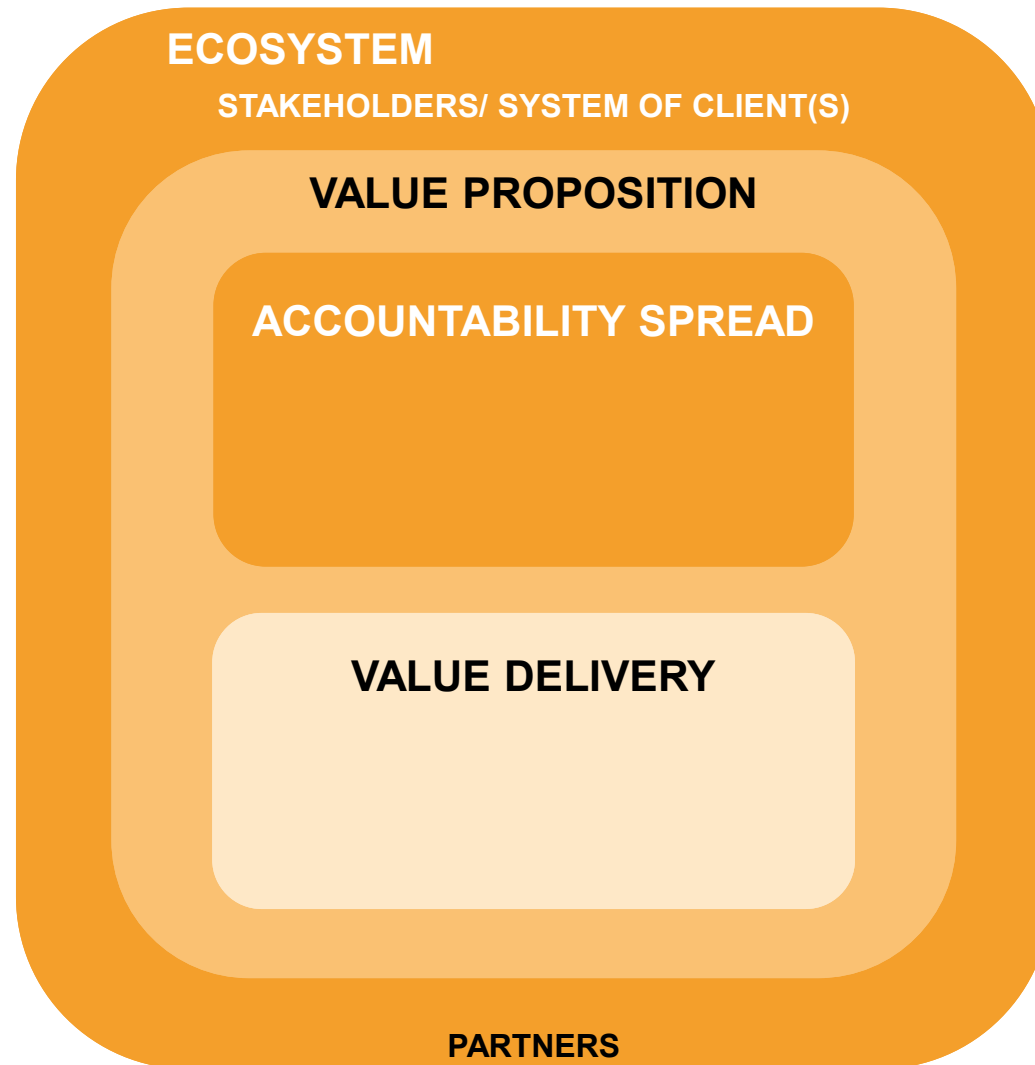 ECOSYSTEM
STAKEHOLDERS/ SYSTEM OF CLIENT(S)
VALUE PROPOSITION
ACCOUNTABILITY SPREAD
VALUE DELIVERY
PARTNERS